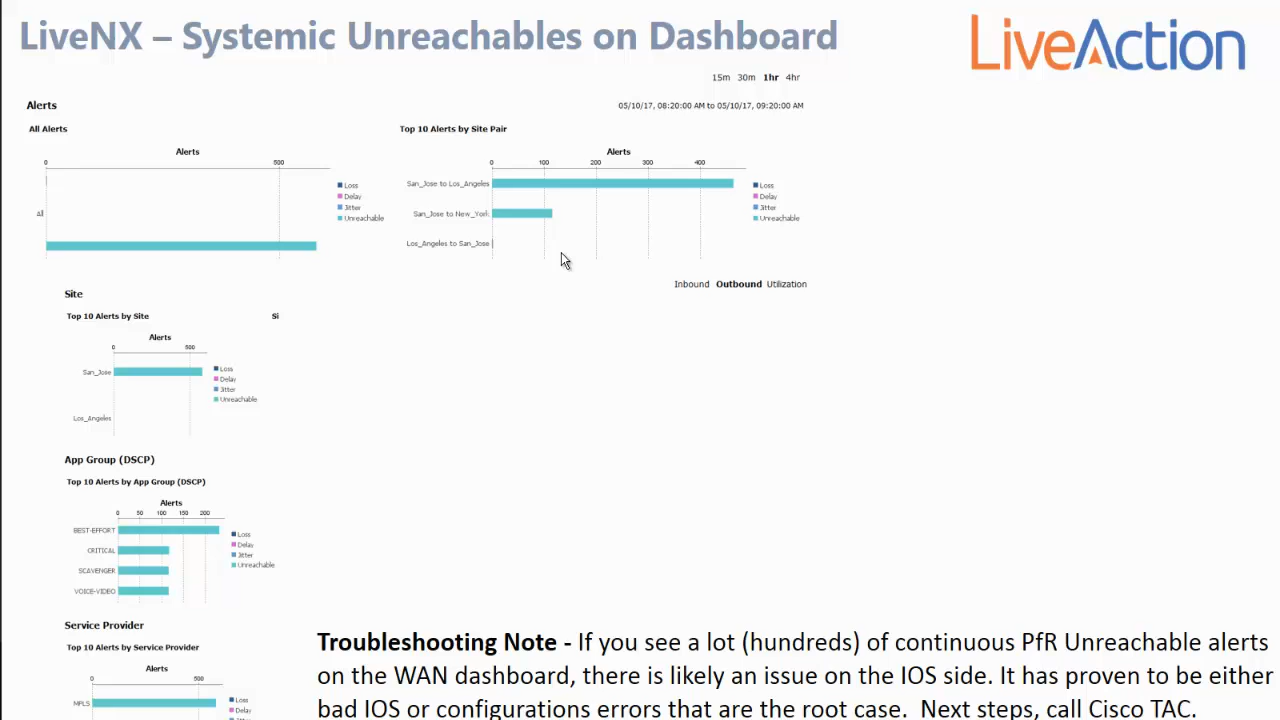 LiveNX – Systemic Unreachables on Dashboard
LiveAction
15m 30m 1hr 4hr
Alerts
05/10/17, 08:20:00 AM to 05/10/17, 09:20:00 AM
All Alerts
Alerts
0 500
All
Loss
Delay
Jitter
Unreachable
Top 10 Alerts by Site Pair
Alerts
0 100 200 300 400
San_Jose to Los_Angeles
San_Jose to New_York
Los_Angeles to San_Jose
Loss
Delay
Jitter
Unreachable
Inbound Outbound Utilization
Site
Top 10 Alerts by Site
Si
Alerts
0 500
San_Jose
Los_Angeles
Loss
Delay
Jitter
Unreachable
App Group (DSCP)
Top 10 Alerts by App Group (DSCP)
Alerts
0 50 100 150 200
BEST-EFFORT
CRITICAL
SCAVENGER
VOICE-VIDEO
Loss
Delay
Jitter
Unreachable
Service Provider
Top 10 Alerts by Service Provider
Alerts
0 500
MPLS
Loss
Delay
Troubleshooting Note - If you see a lot (hundreds) of continuous PfR Unreachable alerts
on the WAN dashboard, there is likely an issue on the IOS side. It has proven to be either
bad IOS or configurations errors that are the root case. Next steps, call Cisco TAC.